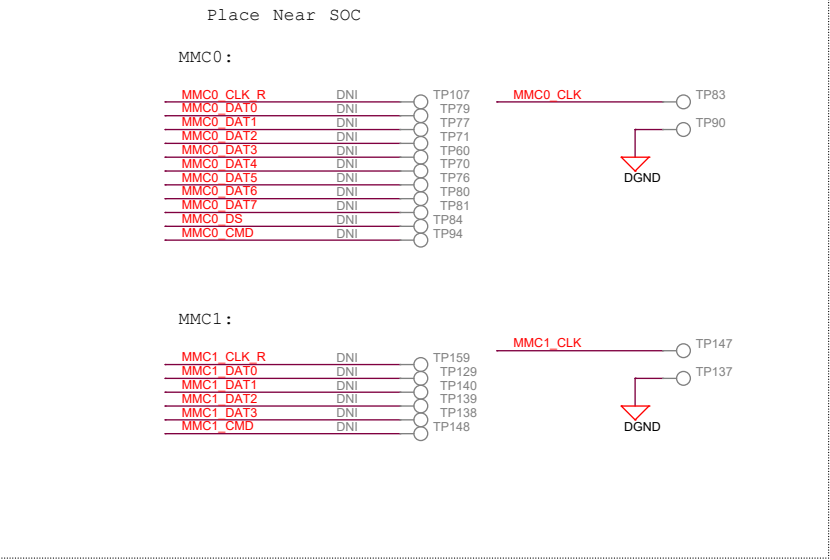 Place Near SOC
MMC0:
MMC0_CLK_R DNI TP107 MMC0_CLK TP83
MMC0_DAT0 DNI TP79
MMC0_DAT1 DNI TP77 TP90
MMC0_DAT2 DNI TP71
MMC0_DAT3 DNI TP60
MMC0_DAT4 DNI TP70
MMC0_DAT5 DNI TP76 DGND
MMC0_DAT6 DNI TP80
MMC0_DAT7 DNI TP81
MMC0_DS DNI TP84
MMC0_CMD DNI TP94
MMC1:
MMC1_CLK TP147
MMC1_CLK_R DNI TP159
MMC1_DAT0 DNI TP129 TP137
MMC1_DAT1 DNI TP140
MMC1_DAT2 DNI TP139
MMC1_DAT3 DNI TP138
MMC1_CMD DNI TP148 DGND